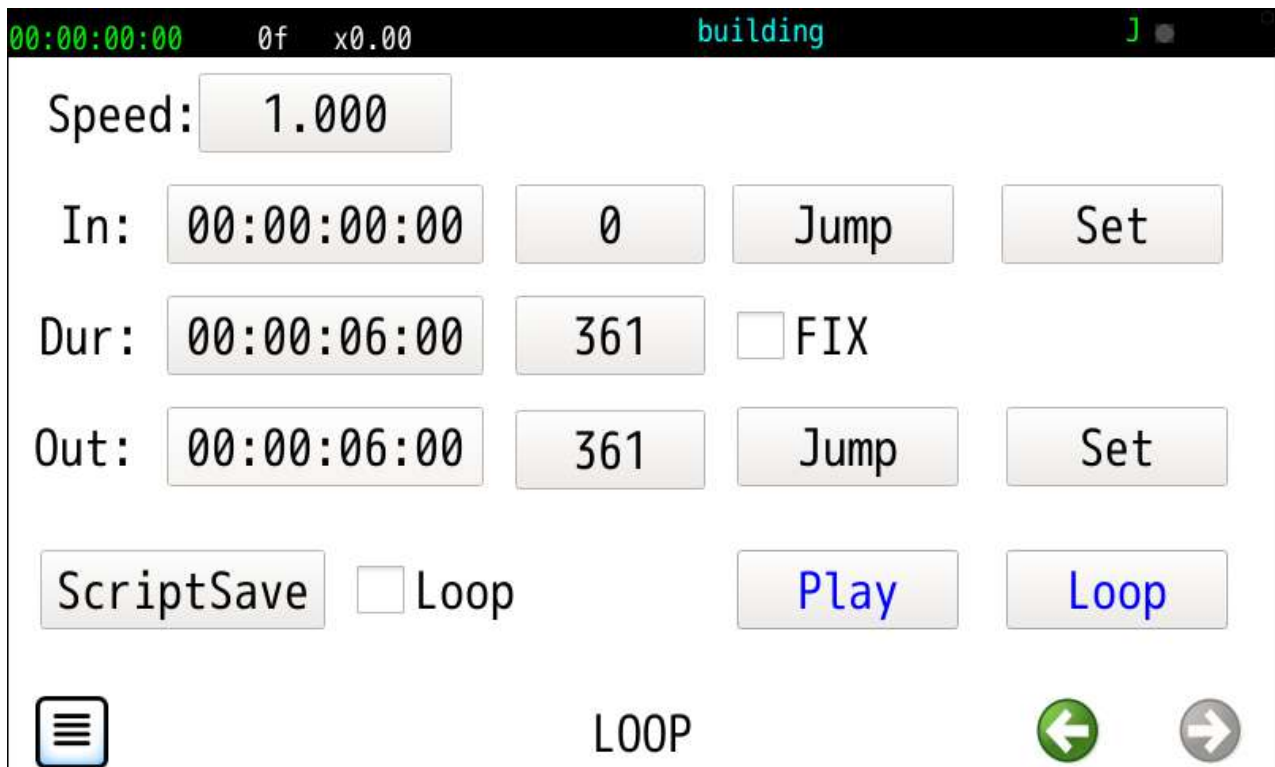 00:00:00:00 0f x0.00 building J
Speed: 1.000
In: 00:00:00:00 0 Jump Set
Dur: 00:00:06:00 361 FIX
Out: 00:00:06:00 361 Jump Set
ScriptSave Loop Play Loop
LOOP